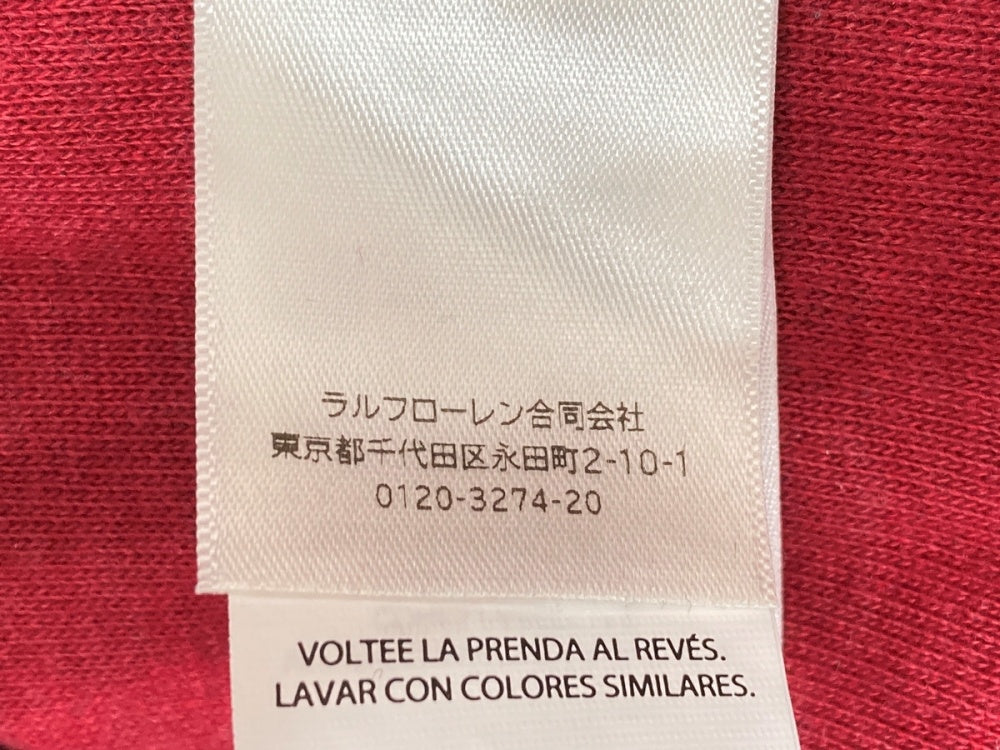 ラルフローレン合同会社
東京都千代田区永田町2-10-1
0120-3274-20
VOLTEE LA PRENDA AL REVÉS.
LAVAR CON COLORES SIMILARES.